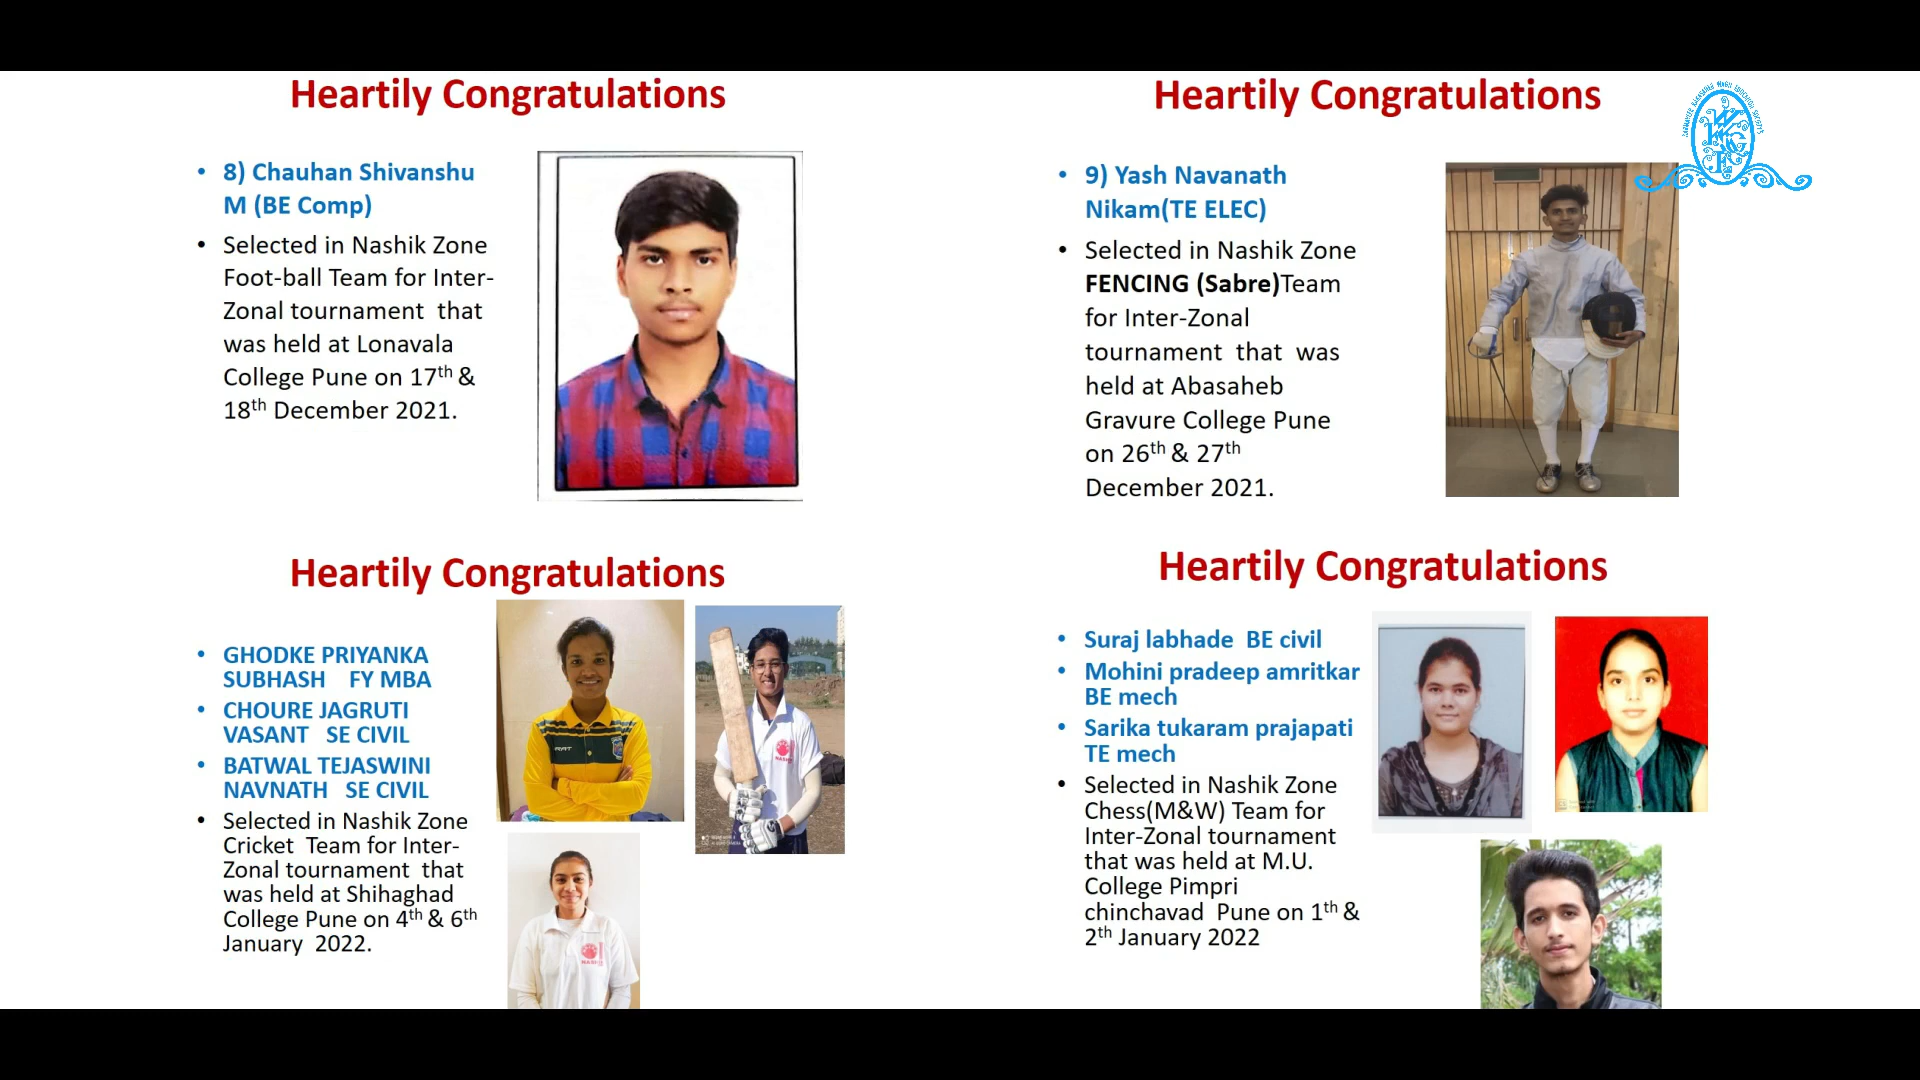 Heartily Congratulations
• 8) Chauhan Shivanshu
M (BE Comp)
• Selected in Nashik Zone
Foot-ball Team for Inter-
Zonal tournament that
was held at Lonavala
College Pune on 17th &
18th December 2021.
Heartily Congratulations
• 9) Yash Navanath
Nikam(TE ELEC)
• Selected in Nashik Zone
FENCING (Sabre)Team
for Inter-Zonal
tournament that was
held at Abasaheb
Gravure College Pune
on 26th & 27th
December 2021.
Heartily Congratulations
• GHODKE PRIYANKA
SUBHASH FY MBA
• CHOURE JAGRUTI
VASANT SE CIVIL
• BATWAL TEJASWINI
NAVNATH SE CIVIL
• Selected in Nashik Zone
Cricket Team for Inter-
Zonal tournament that
was held at Shihaghad
College Pune on 4th & 6th
January 2022.
Heartily Congratulations
• Suraj labhade BE civil
• Mohini pradeep amritkar
BE mech
• Sarika tukaram prajapati
TE mech
• Selected in Nashik Zone
Chess(M&W) Team for
Inter-Zonal tournament
that was held at M.U.
College Pimpri
chinchavad Pune on 1th &
2th January 2022